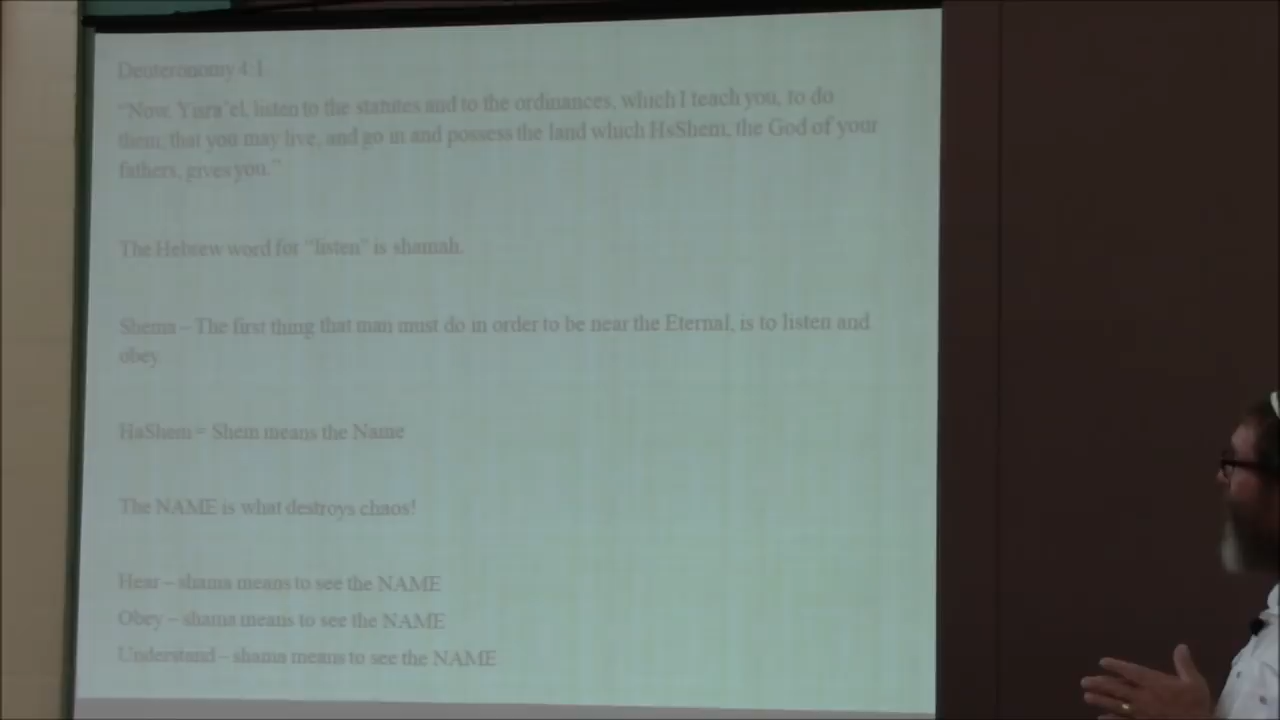 Deuteronomy 4:1
"Now, Yisra'el, listen to the statutes and to the ordinances, which I teach you, to do
them; that you may live, and go in and possess the land which HsShem, the God of your
fathers, gives you."
The Hebrew word for "listen" is shamah.
Shema – The first thing that man must do in order to be near the Eternal, is to listen and
obey
HaShem = Shem means the Name
The NAME is what destroys chaos!
Hear – shama means to see the NAME
Obey – shama means to see the NAME
Understand – shama means to see the NAME